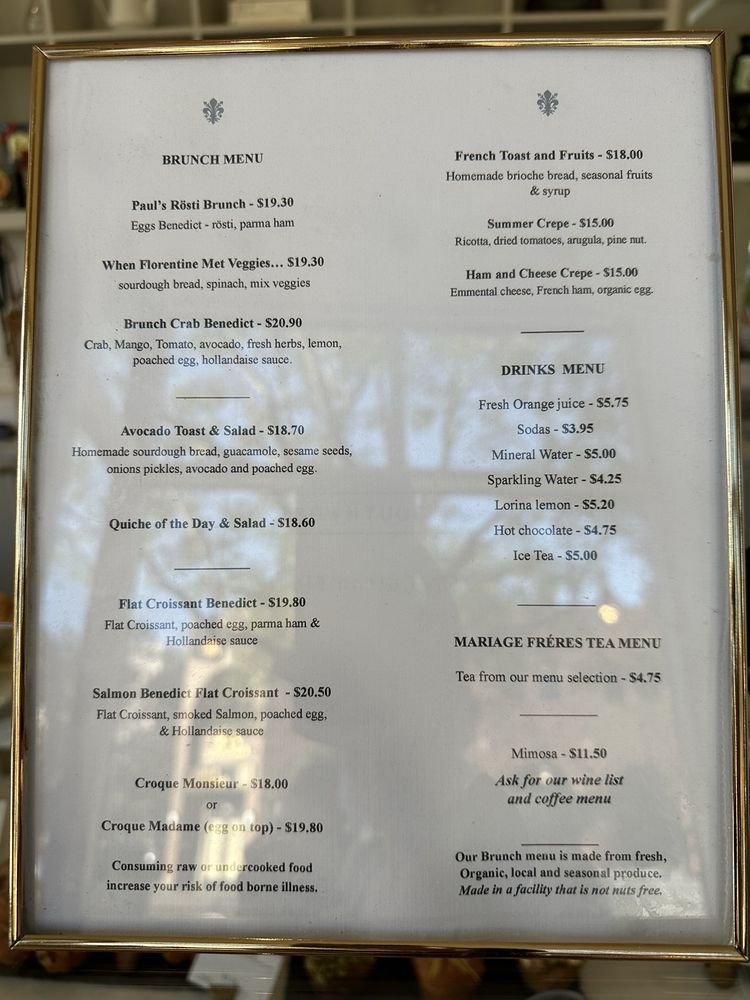 BRUNCH MENU
Paul's Rösti Brunch - $19.30
Eggs Benedict - rösti, parma ham
When Florentine Met Veggies... $19.30
sourdough bread, spinach, mix veggies
Brunch Crab Benedict - $20.90
Crab, Mango, Tomato, avocado, fresh herbs, lemon,
poached egg, hollandaise sauce.
Avocado Toast & Salad - $18.70
Homemade sourdough bread, guacamole, sesame seeds,
onions pickles, avocado and poached egg.
Quiche of the Day & Salad - $18.60
Flat Croissant Benedict - $19.80
Flat Croissant, poached egg, parma ham &
Hollandaise sauce
Salmon Benedict Flat Croissant - $20.50
Flat Croissant, smoked Salmon, poached egg,
& Hollandaise sauce
Croque Monsieur - $18.00
or
Croque Madame (egg on top) - $19.80
Consuming raw or undercooked food
increase your risk of food borne illness.
French Toast and Fruits - $18.00
Homemade brioche bread, seasonal fruits
& syrup
Summer Crepe - $15.00
Ricotta, dried tomatoes, arugula, pine nut.
Ham and Cheese Crepe - $15.00
Emmental cheese, French ham, organic egg.
DRINKS MENU
Fresh Orange juice - $5.75
Sodas - $3.95
Mineral Water - $5.00
Sparkling Water - $4.25
Lorina lemon - $5.20
Hot chocolate - $4.75
Ice Tea - $5.00
MARIAGE FRÉRES TEA MENU
Tea from our menu selection - $4.75
Mimosa - $11.50
Ask for our wine list
and coffee menu
Our Brunch menu is made from fresh,
Organic, local and seasonal produce.
Made in a facility that is not nuts free.